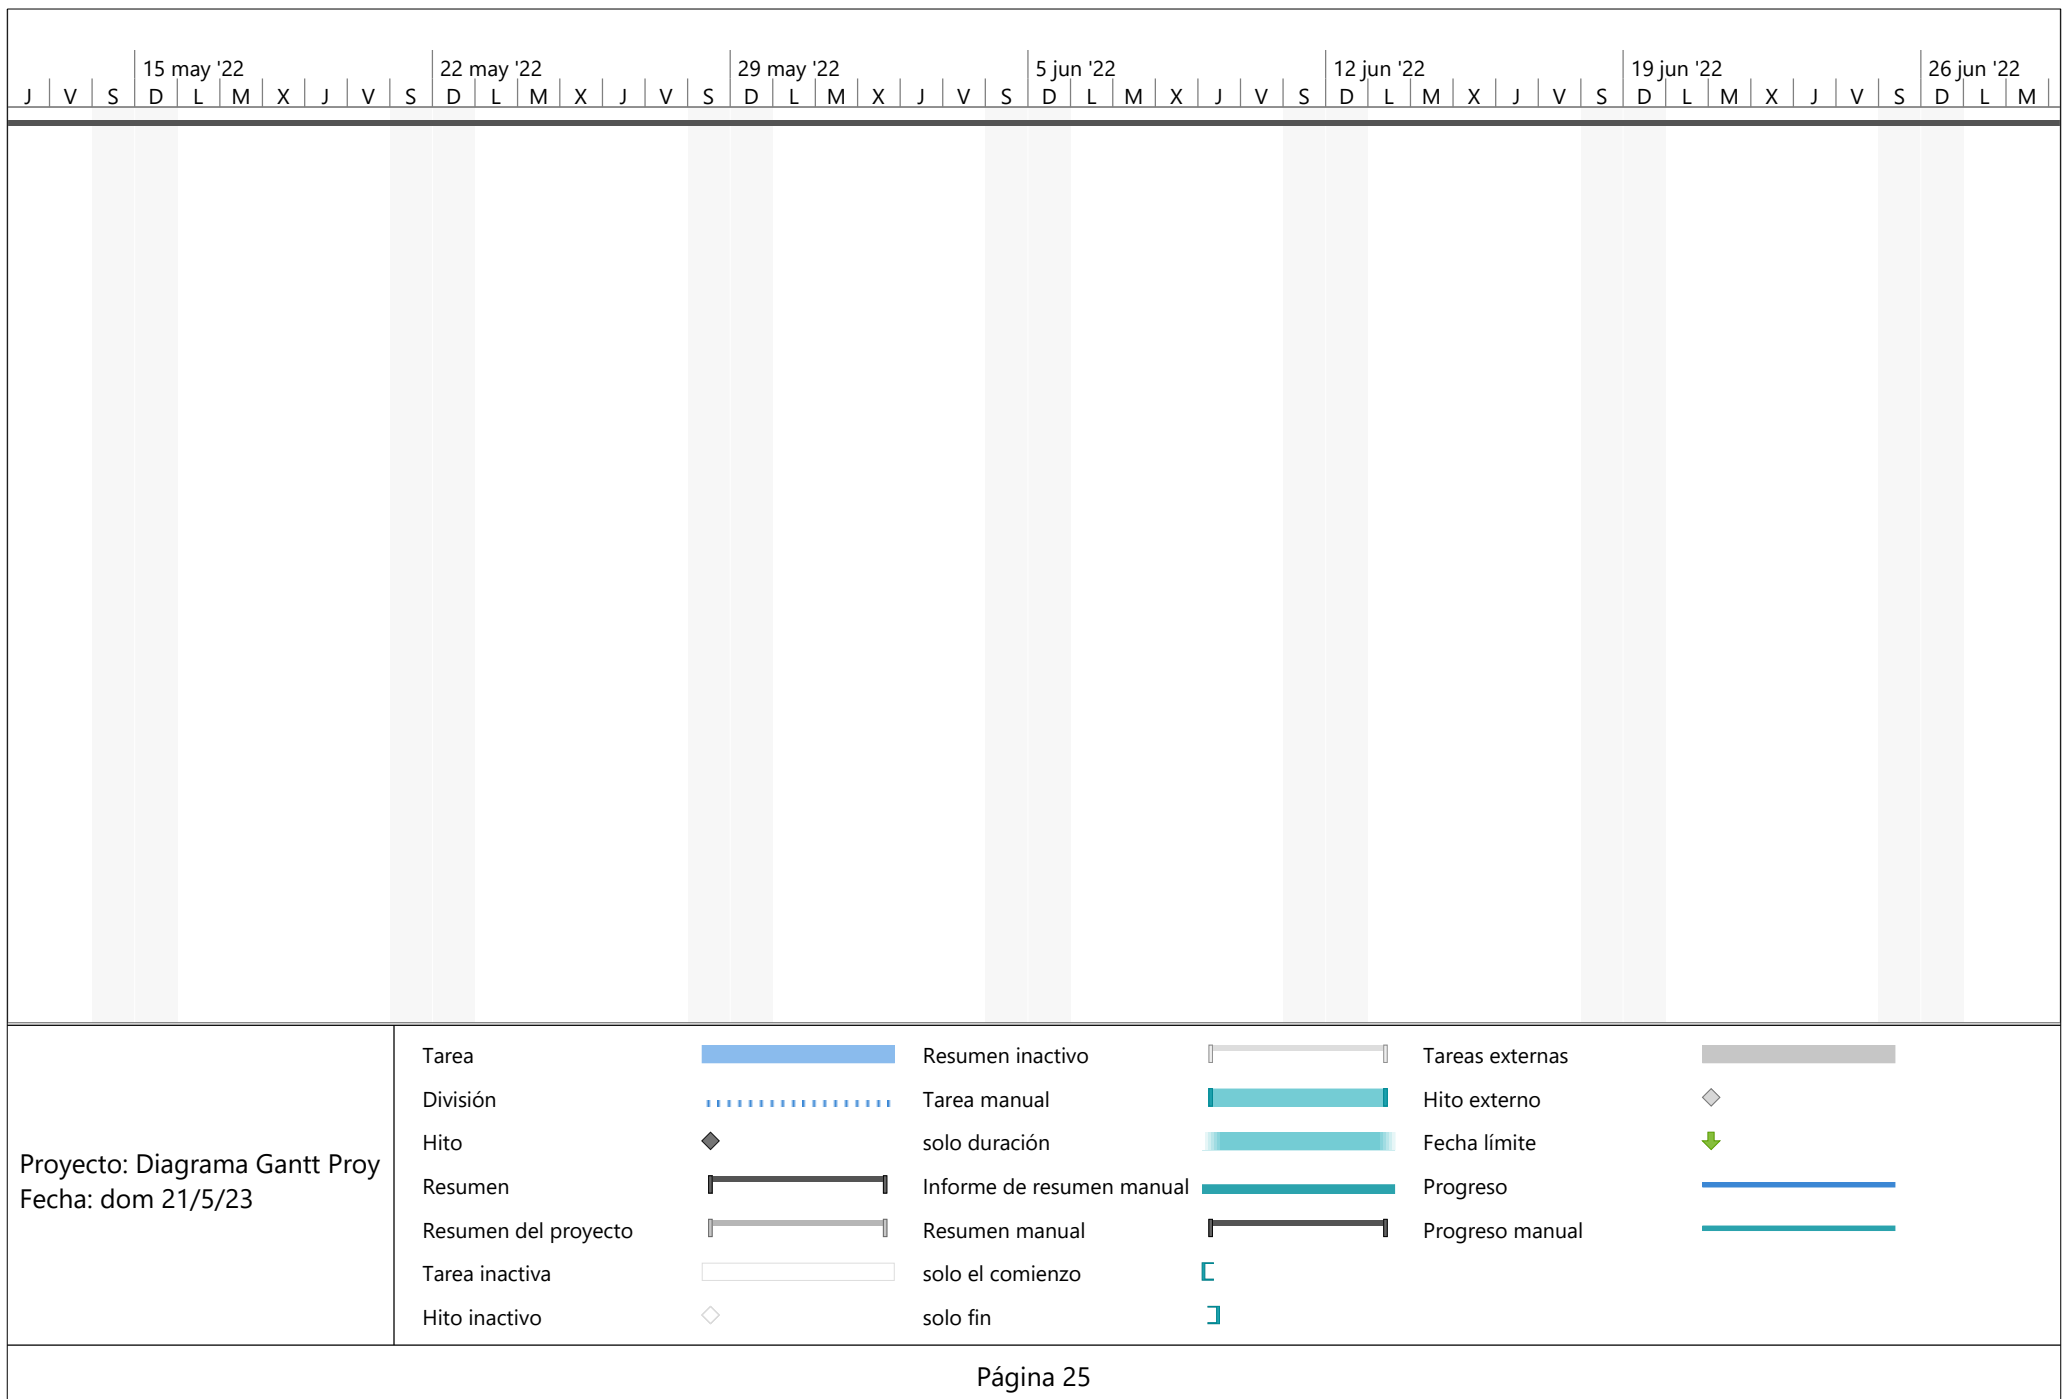 15 may '22 22 may '22 29 may '22 5 jun '22 12 jun '22 19 jun '22 26 jun '22
J V S D L M X J V S D L M X J V S D L M X J V S D L M X J V S D L M X J V S D L M X J V S D L M
Proyecto: Diagrama Gantt Proy
Fecha: dom 21/5/23
Tarea
División
Hito
Resumen
Resumen del proyecto
Tarea inactiva
Hito inactivo
Resumen inactivo
Tarea manual
solo duración
Informe de resumen manual
Resumen manual
solo el comienzo
solo fin
Tareas externas
Hito externo
Fecha límite
Progreso
Progreso manual
Página 25